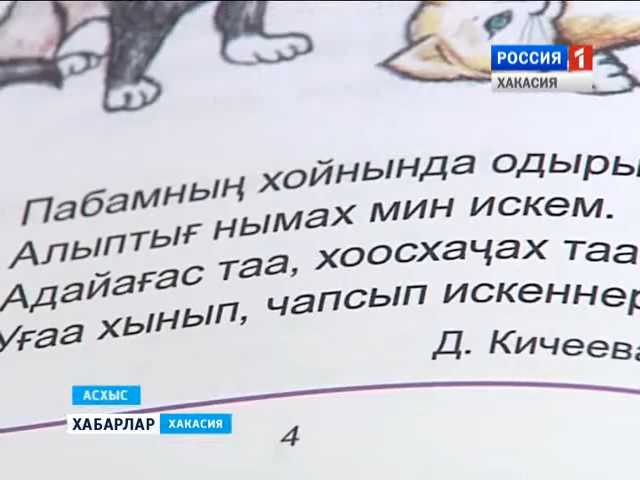 РОССИЯ 1
ХАКАСИЯ
Пабамның хойнында одыры
Алыптығ нымах мин искем.
Адайағас таа, хоосхаҷах таа
Уғаа хынып, чапсып искеннер
Д. Кичеева
АСХЫС
ХАБАРЛАР ХАКАСИЯ
4